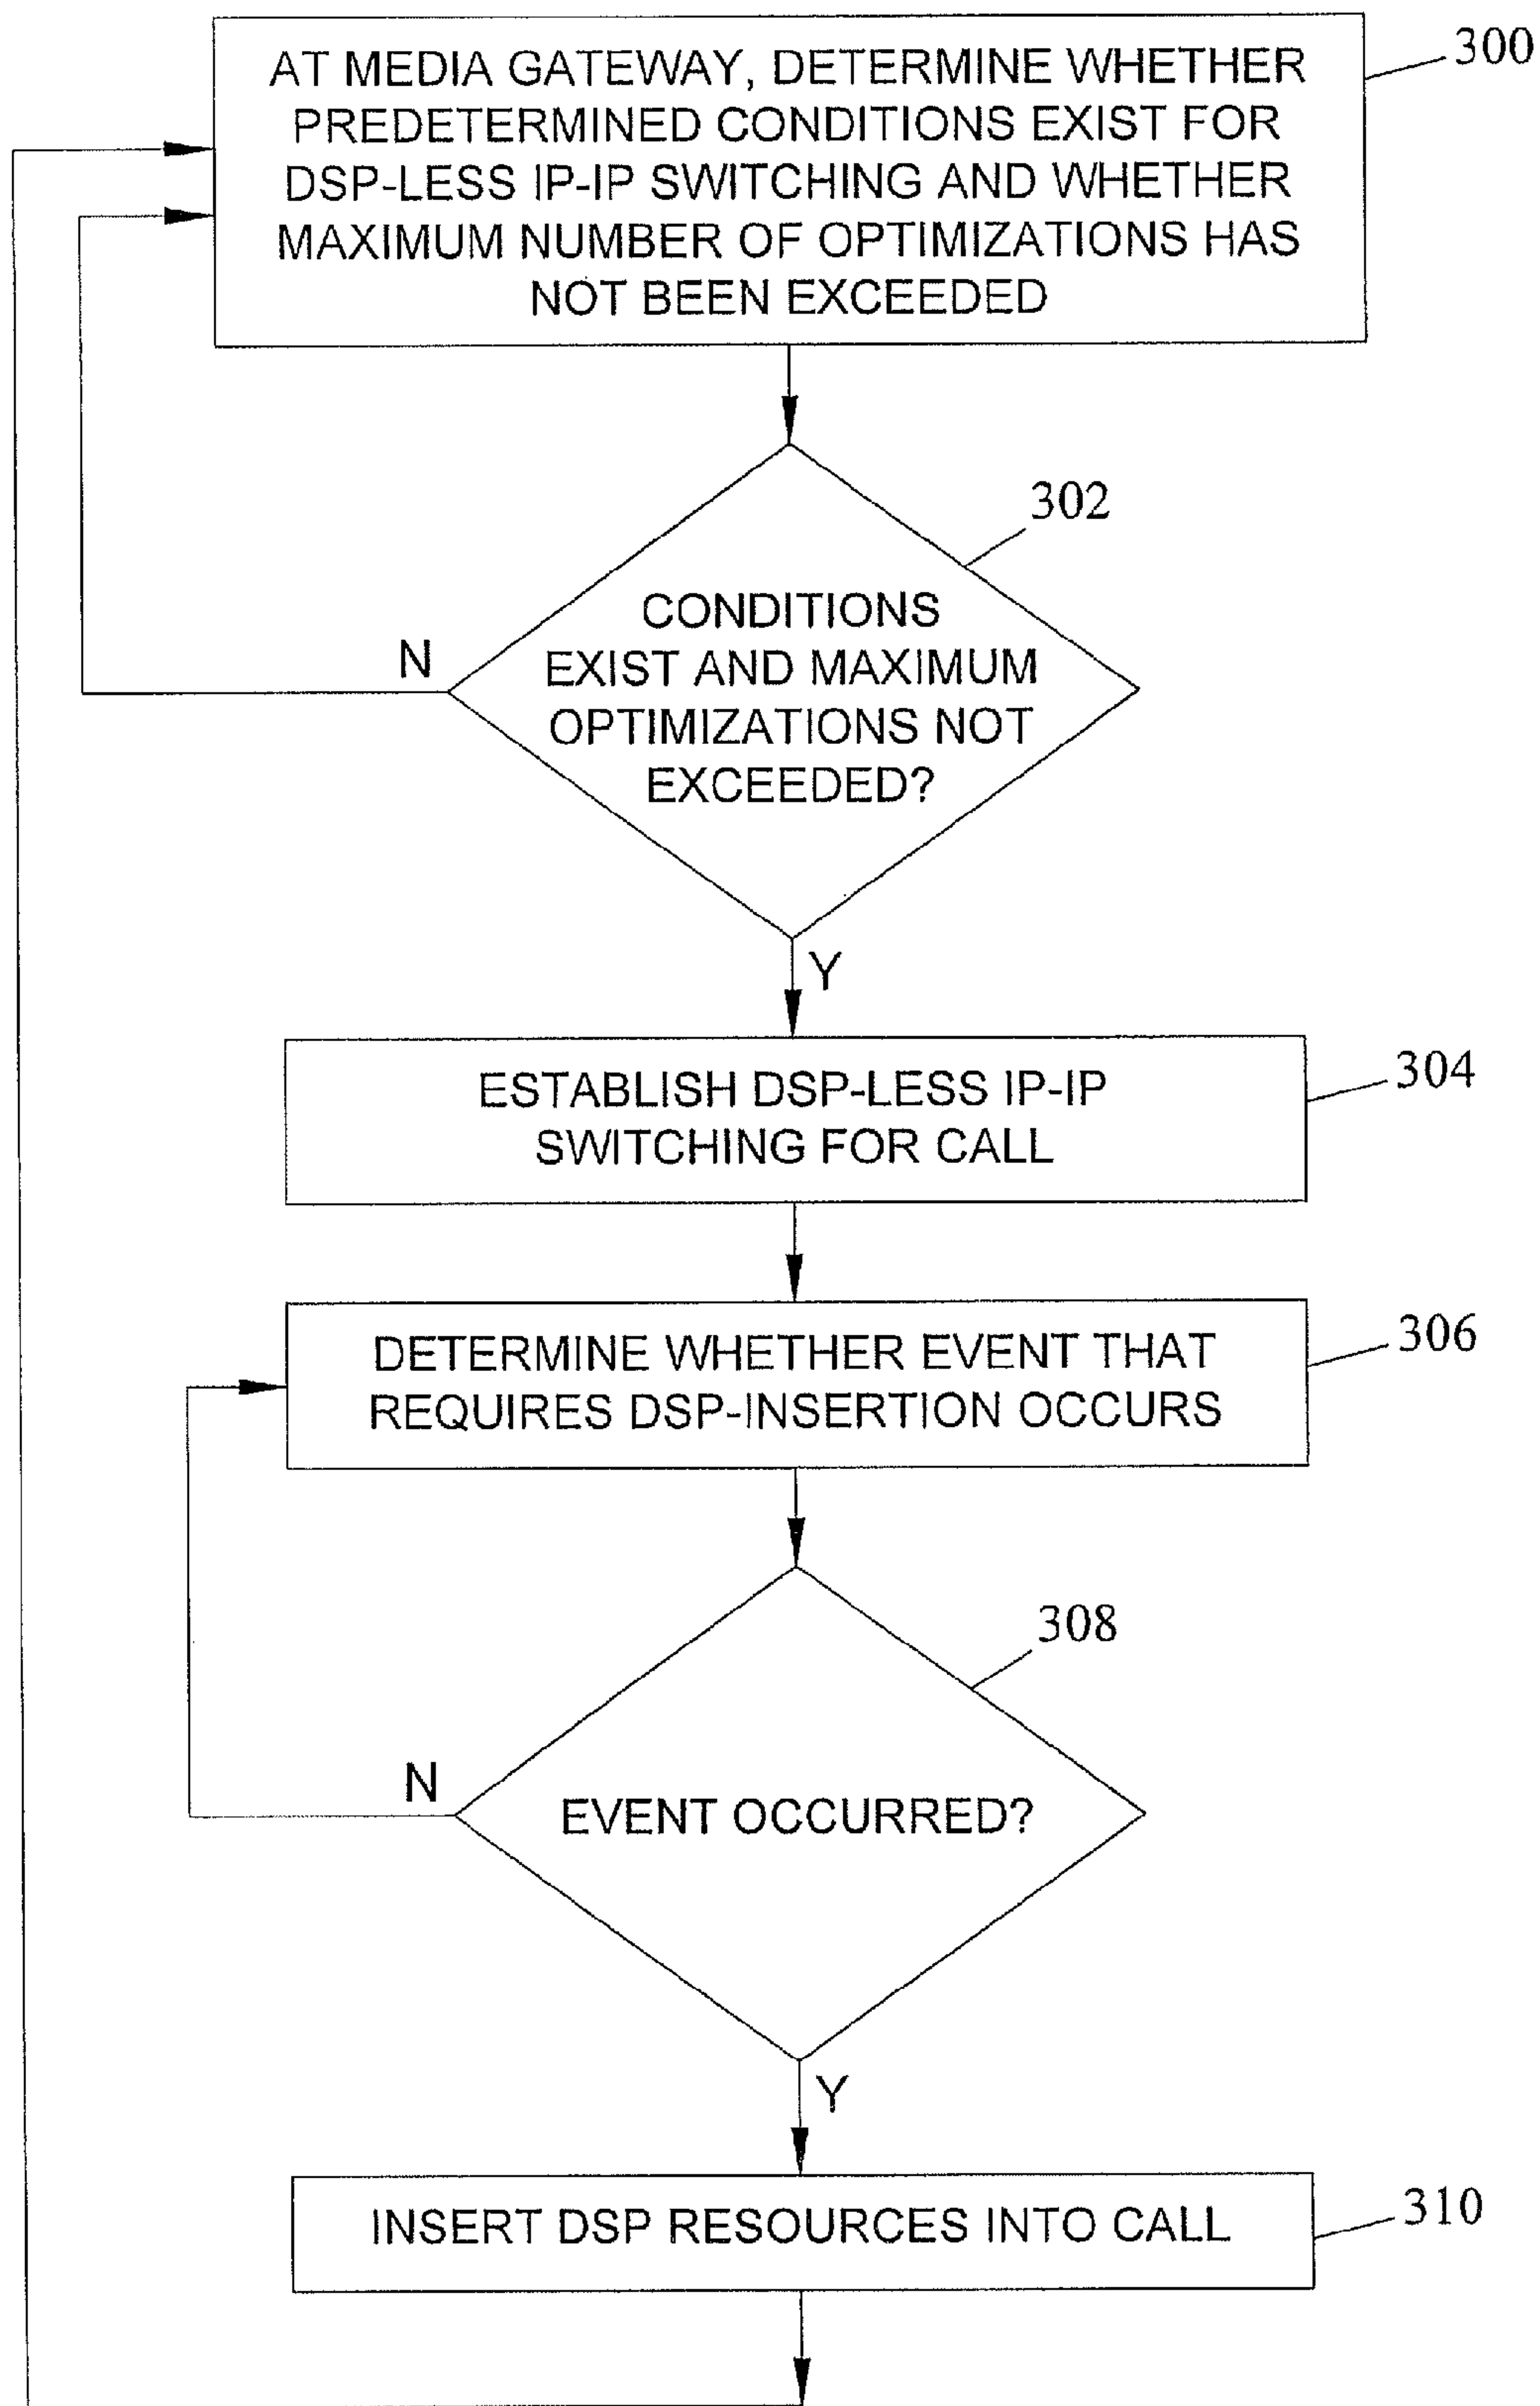 AT MEDIA GATEWAY, DETERMINE WHETHER
PREDETERMINED CONDITIONS EXIST FOR
DSP-LESS IP-IP SWITCHING AND WHETHER
MAXIMUM NUMBER OF OPTIMIZATIONS HAS
NOT BEEN EXCEEDED
300
302
CONDITIONS
EXIST AND MAXIMUM
OPTIMIZATIONS NOT
EXCEEDED?
N
Y
ESTABLISH DSP-LESS IP-IP
SWITCHING FOR CALL
304
DETERMINE WHETHER EVENT THAT
REQUIRES DSP-INSERTION OCCURS
306
308
EVENT OCCURRED?
N
Y
INSERT DSP RESOURCES INTO CALL
310